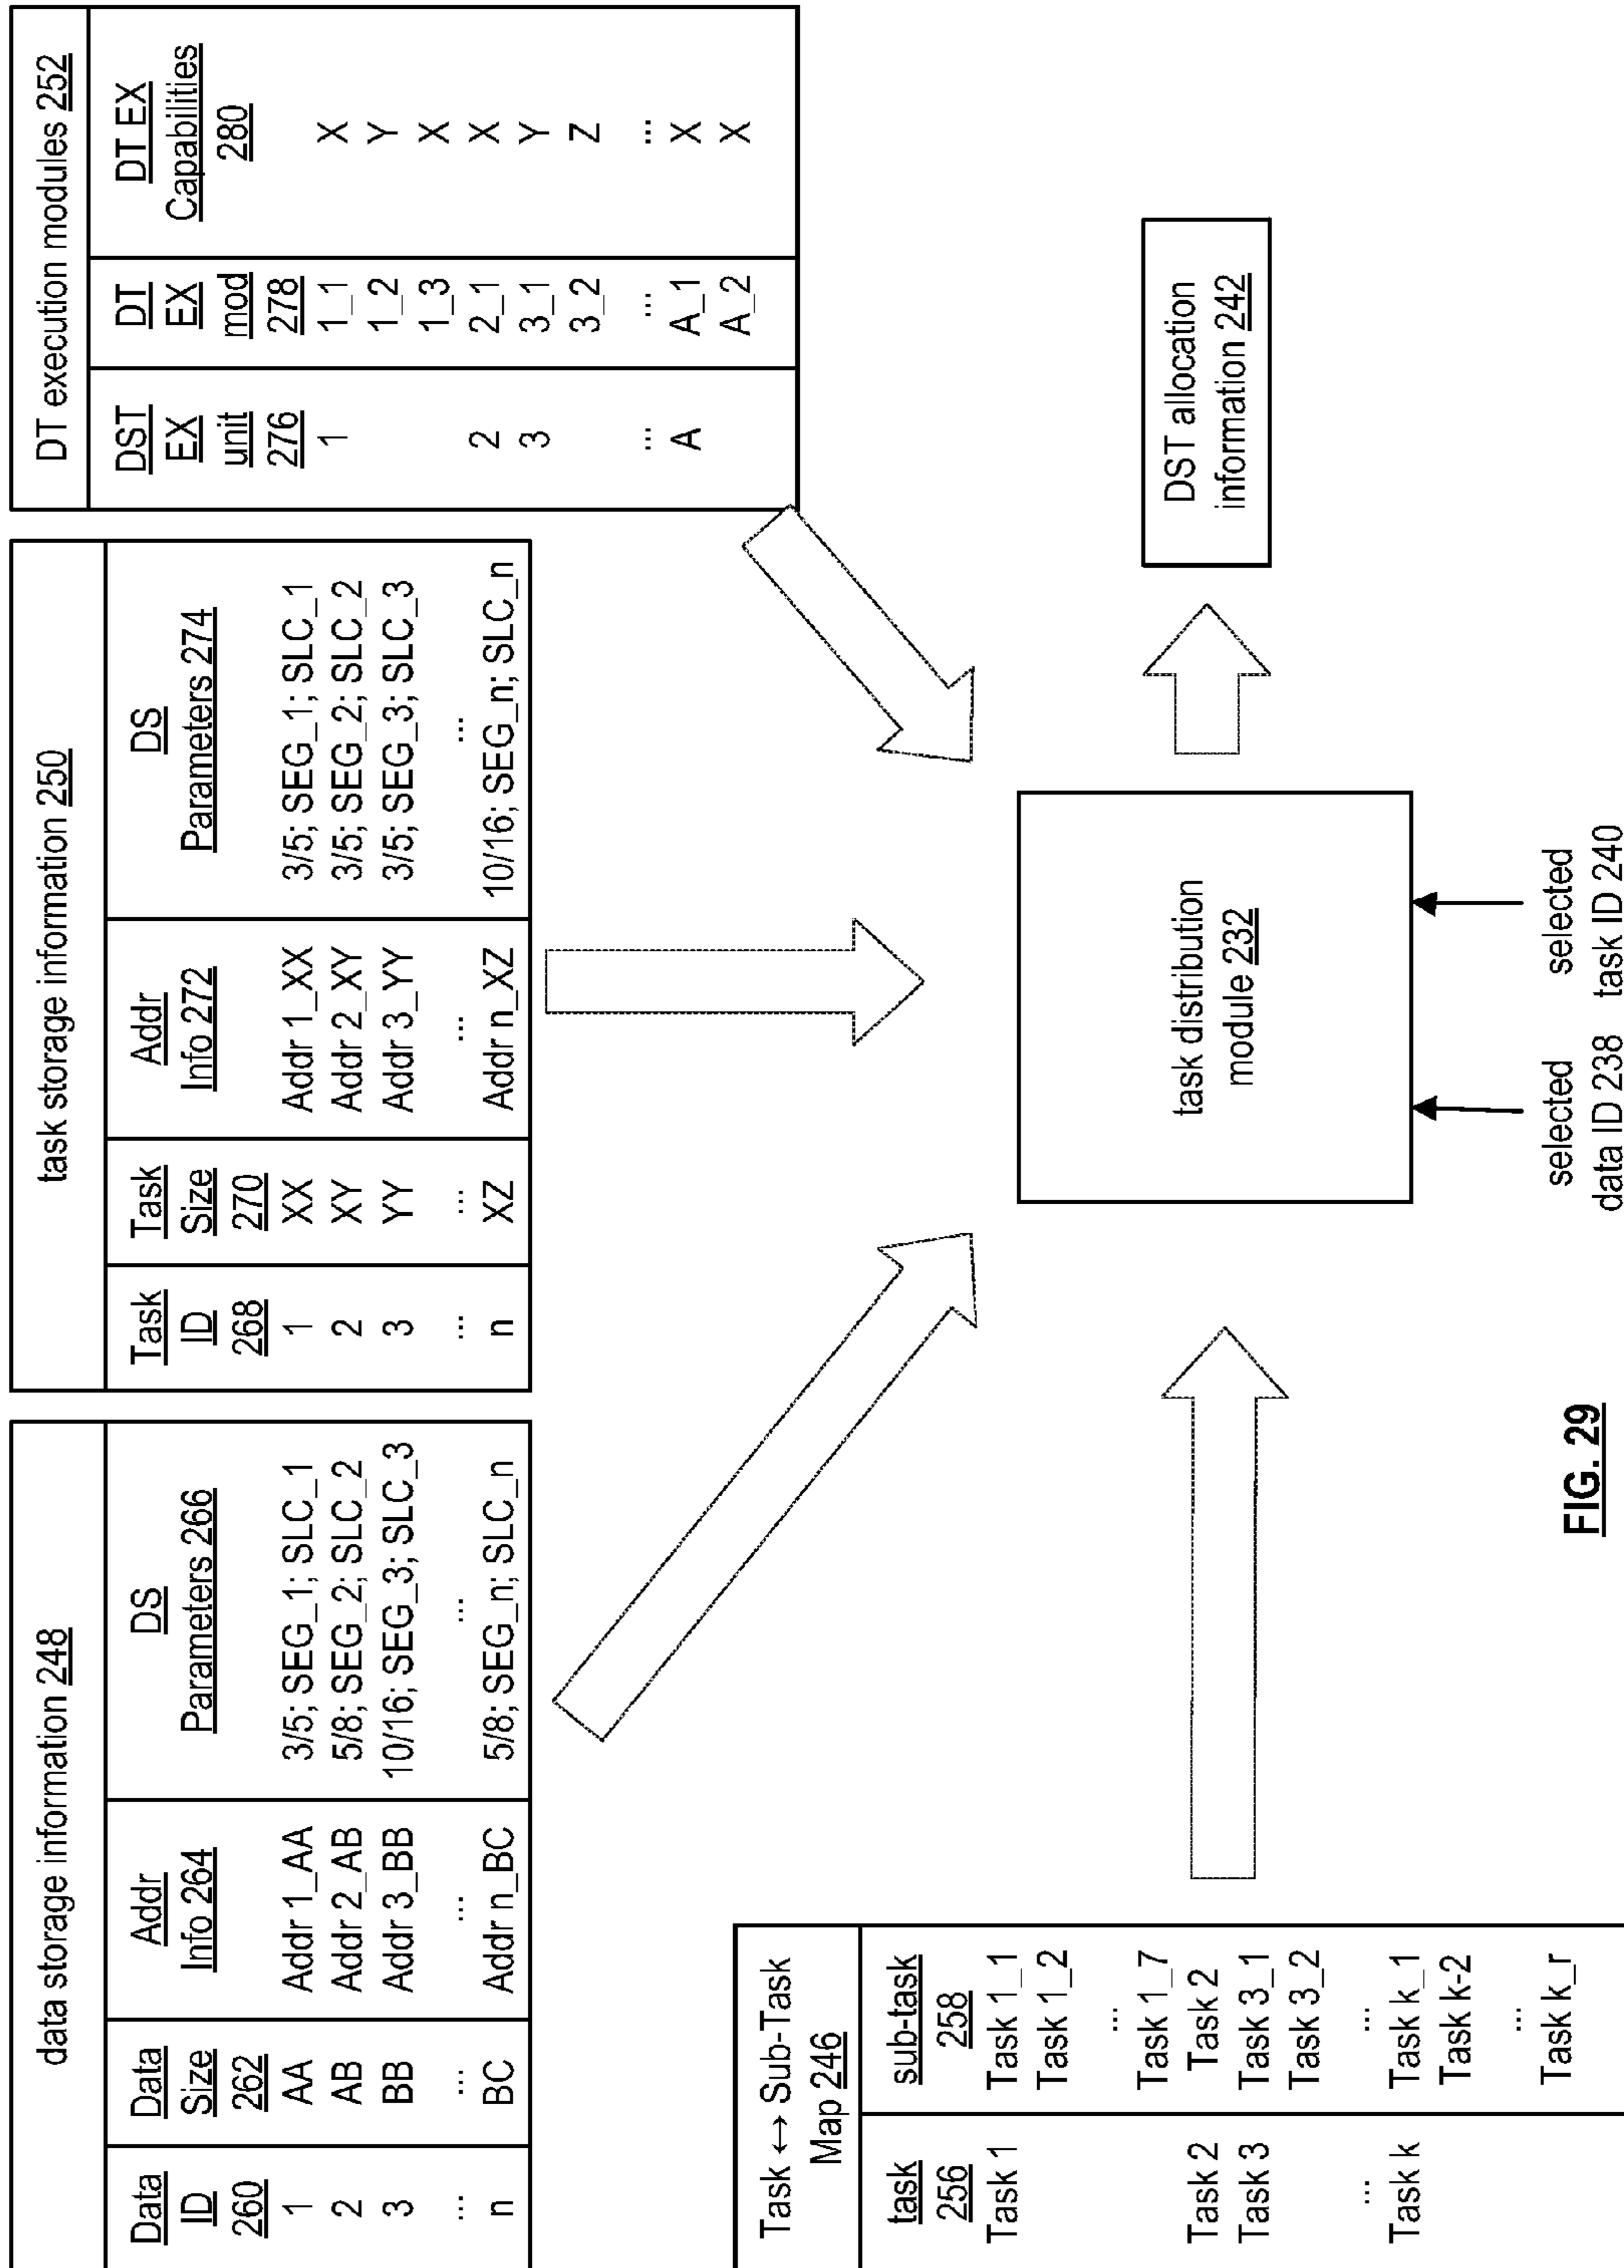 data storage information 248
Data ID 260 Data Size 262 Addr Info 264 DS Parameters 266
1 AA Addr 1_AA 3/5; SEG_1; SLC_1
2 AB Addr 2_AB 5/8; SEG_2; SLC_2
3 BB Addr 3_BB 10/16; SEG_3; SLC_3
... ... ... ...
n BC Addr n_BC 5/8; SEG_n; SLC_n
task storage information 250
Task ID 268 Task Size 270 Addr Info 272 DS Parameters 274
1 XX Addr 1_XX 3/5; SEG_1; SLC_1
2 XY Addr 2_XY 3/5; SEG_2; SLC_2
3 YY Addr 3_YY 3/5; SEG_3; SLC_3
... ... ... ...
n XZ Addr n_XZ 10/16; SEG_n; SLC_n
DT execution modules 252
DST EX unit 276 DT EX mod 278 DT EX Capabilities 280
1 1_1 X
1_2 Y
1_3 X
2 2_1 X
3 3_1 Y
3_2 Z
... ... ...
A A_1 X
A_2 X
Task ↔ Sub-Task
Map 246
task 256 sub-task 258
Task 1 Task 1_1
Task 1_2
...
Task 1_7
Task 2 Task 2
Task 3 Task 3_1
Task 3_2
... ...
Task k Task k_1
Task k-2
...
Task k_r
task distribution
module 232
DST allocation
information 242
selected
data ID 238
selected
task ID 240
FIG. 29